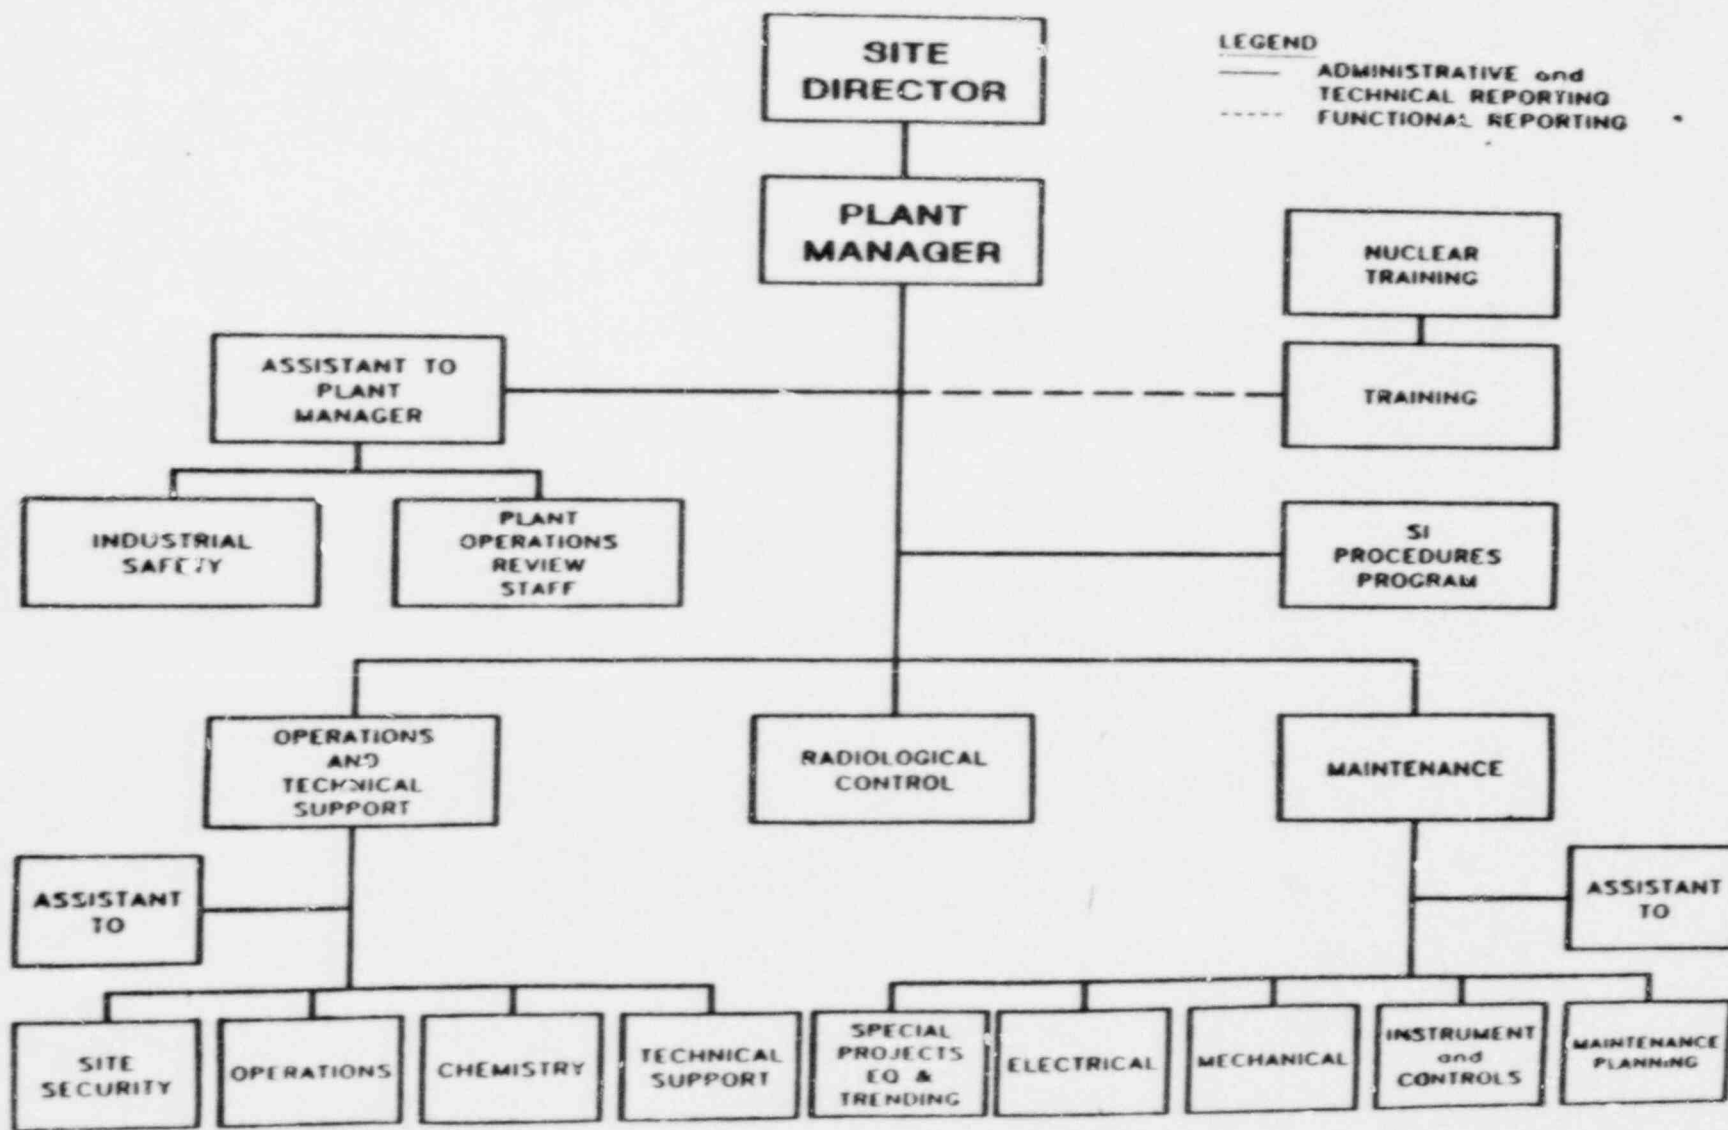 SITE
DIRECTOR
LEGEND
ADMINISTRATIVE and
TECHNICAL REPORTING
FUNCTIONAL REPORTING
PLANT
MANAGER
NUCLEAR
TRAINING
ASSISTANT TO
PLANT
MANAGER
TRAINING
INDUSTRIAL
SAFETY
PLANT
OPERATIONS
REVIEW
STAFF
SI
PROCEDURES
PROGRAM
OPERATIONS
AND
TECHNICAL
SUPPORT
RADIOLOGICAL
CONTROL
MAINTENANCE
ASSISTANT
TO
ASSISTANT
TO
SITE
SECURITY
OPERATIONS
CHEMISTRY
TECHNICAL
SUPPORT
SPECIAL
PROJECTS
EQ &
TRENDING
ELECTRICAL
MECHANICAL
INSTRUMENT
and
CONTROLS
MAINTENANCE
PLANNING